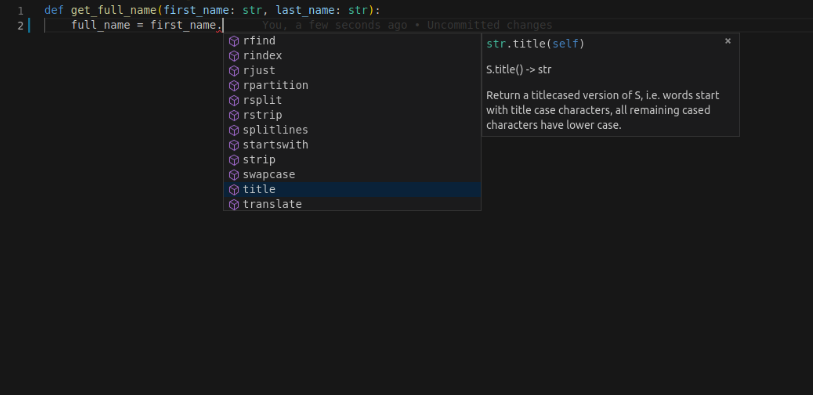 1 def get_full_name(first_name: str, last_name: str):
2 full_name = first_name. You, a few seconds ago • Uncommitted changes
rfind
rindex
rjust
rpartition
rsplit
rstrip
splitlines
startswith
strip
swapcase
title
translate
str.title(self) ×
S.title() -> str
Return a titlecased version of S, i.e. words start
with title case characters, all remaining cased
characters have lower case.